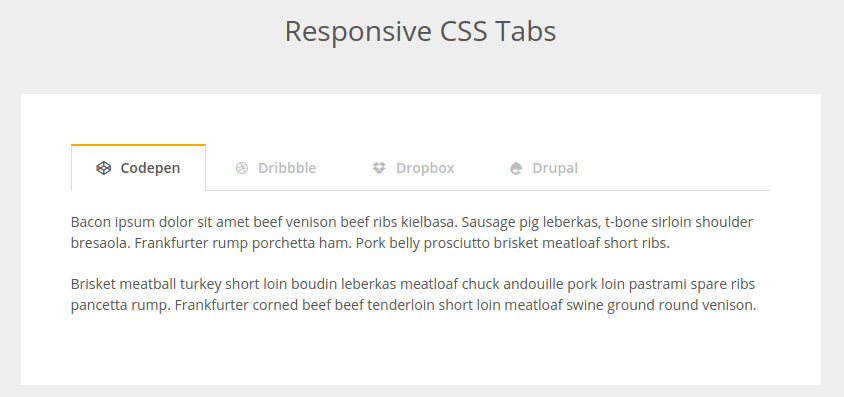 Responsive CSS Tabs
Codepen Dribbble Dropbox Drupal
Bacon ipsum dolor sit amet beef venison beef ribs kielbasa. Sausage pig leberkas, t-bone sirloin shoulder
bresaola. Frankfurter rump porchetta ham. Pork belly prosciutto brisket meatloaf short ribs.
Brisket meatball turkey short loin boudin leberkas meatloaf chuck andouille pork loin pastrami spare ribs
pancetta rump. Frankfurter corned beef beef tenderloin short loin meatloaf swine ground round venison.